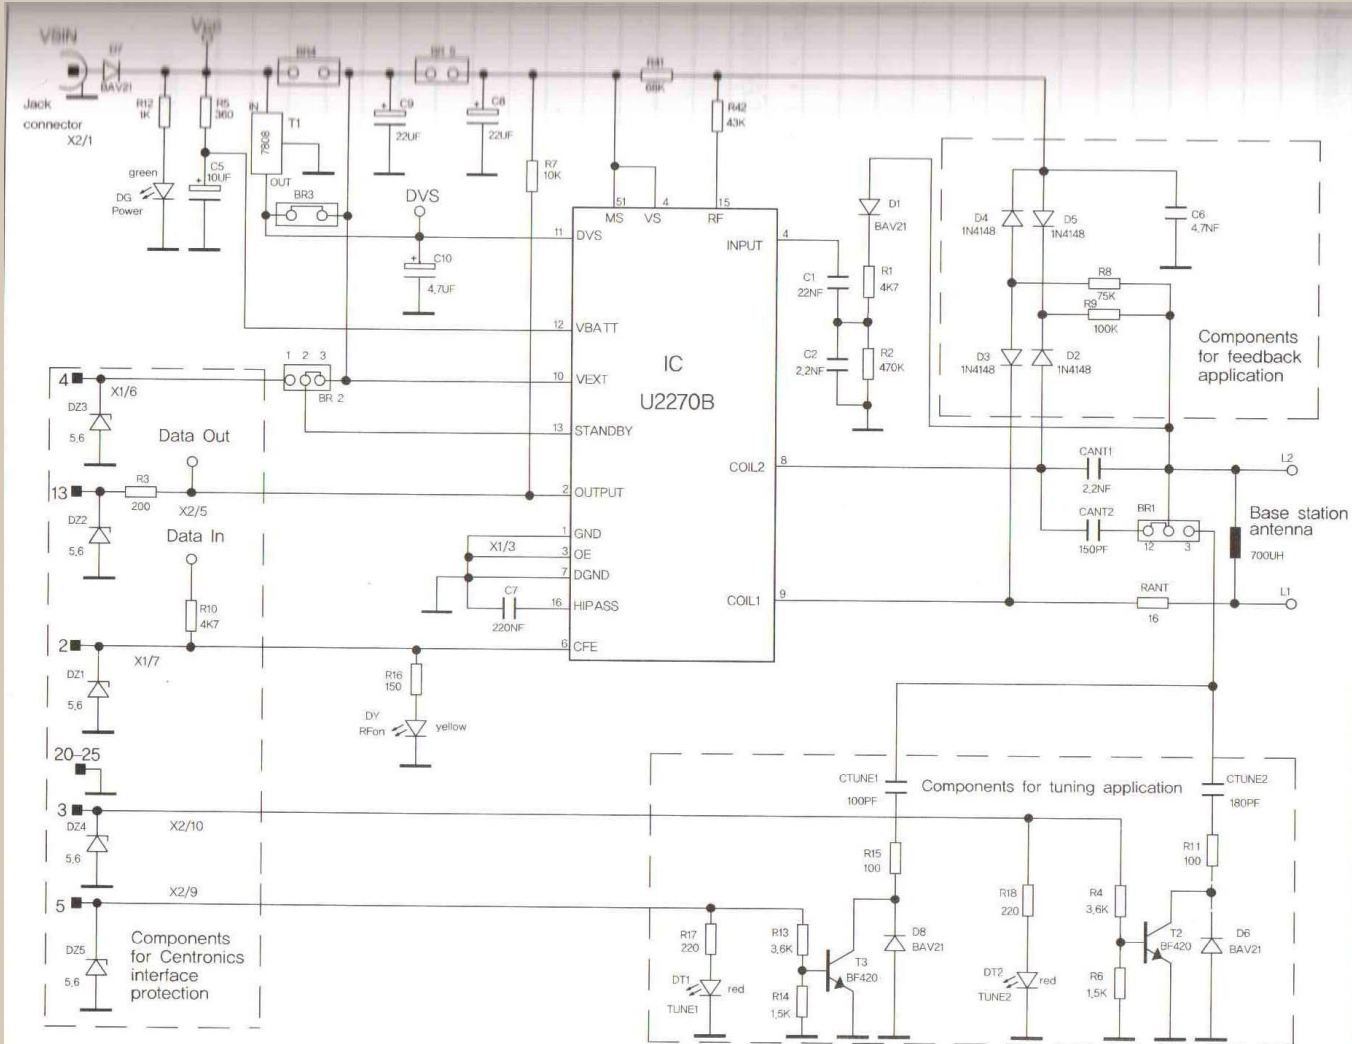 VSIN
D7
BAV21
Jack
connector
X2/1
R12
1K
R5
360
green
DG
Power
C5
10UF
IN
7808
T1
OUT
BR4
BR3
C9
22UF
C8
22UF
R41
68K
R42
43K
R7
10K
DVS
C10
4,7UF
51
4
15
MS
VS
RF
11
DVS
INPUT
4
12
VBATT
10
VEXT
13
STANDBY
2
OUTPUT
1
GND
3
OE
7
DGND
16
HIPASS
6
CFE
IC
U2270B
COIL2
8
COIL1
9
C1
22NF
C2
2,2NF
D1
BAV21
R1
4K7
R2
470K
D4
1N4148
D5
1N4148
C6
4,7NF
R8
75K
R9
100K
D3
1N4148
D2
1N4148
Components
for feedback
application
CANT1
2,2NF
CANT2
150PF
BR1
12
3
L2
Base station
antenna
700UH
RANT
16
L1
1 2 3
BR 2
4
X1/6
DZ3
5,6
Data Out
13
R3
200
X2/5
DZ2
5,6
Data In
X1/3
C7
220NF
R10
4K7
2
X1/7
DZ1
5,6
R16
150
DY
RFon
yellow
20-25
3
DZ4
5,6
X2/10
5
X2/9
DZ5
5,6
Components
for Centronics
interface
protection
CTUNE1
100PF
Components for tuning application
CTUNE2
180PF
R15
100
R11
100
R18
220
R4
3,6K
R17
220
R13
3,6K
D8
BAV21
T2
BF420
D6
BAV21
T3
BF420
DT1
TUNE1
red
R14
1,5K
DT2
TUNE2
red
R6
1,5K